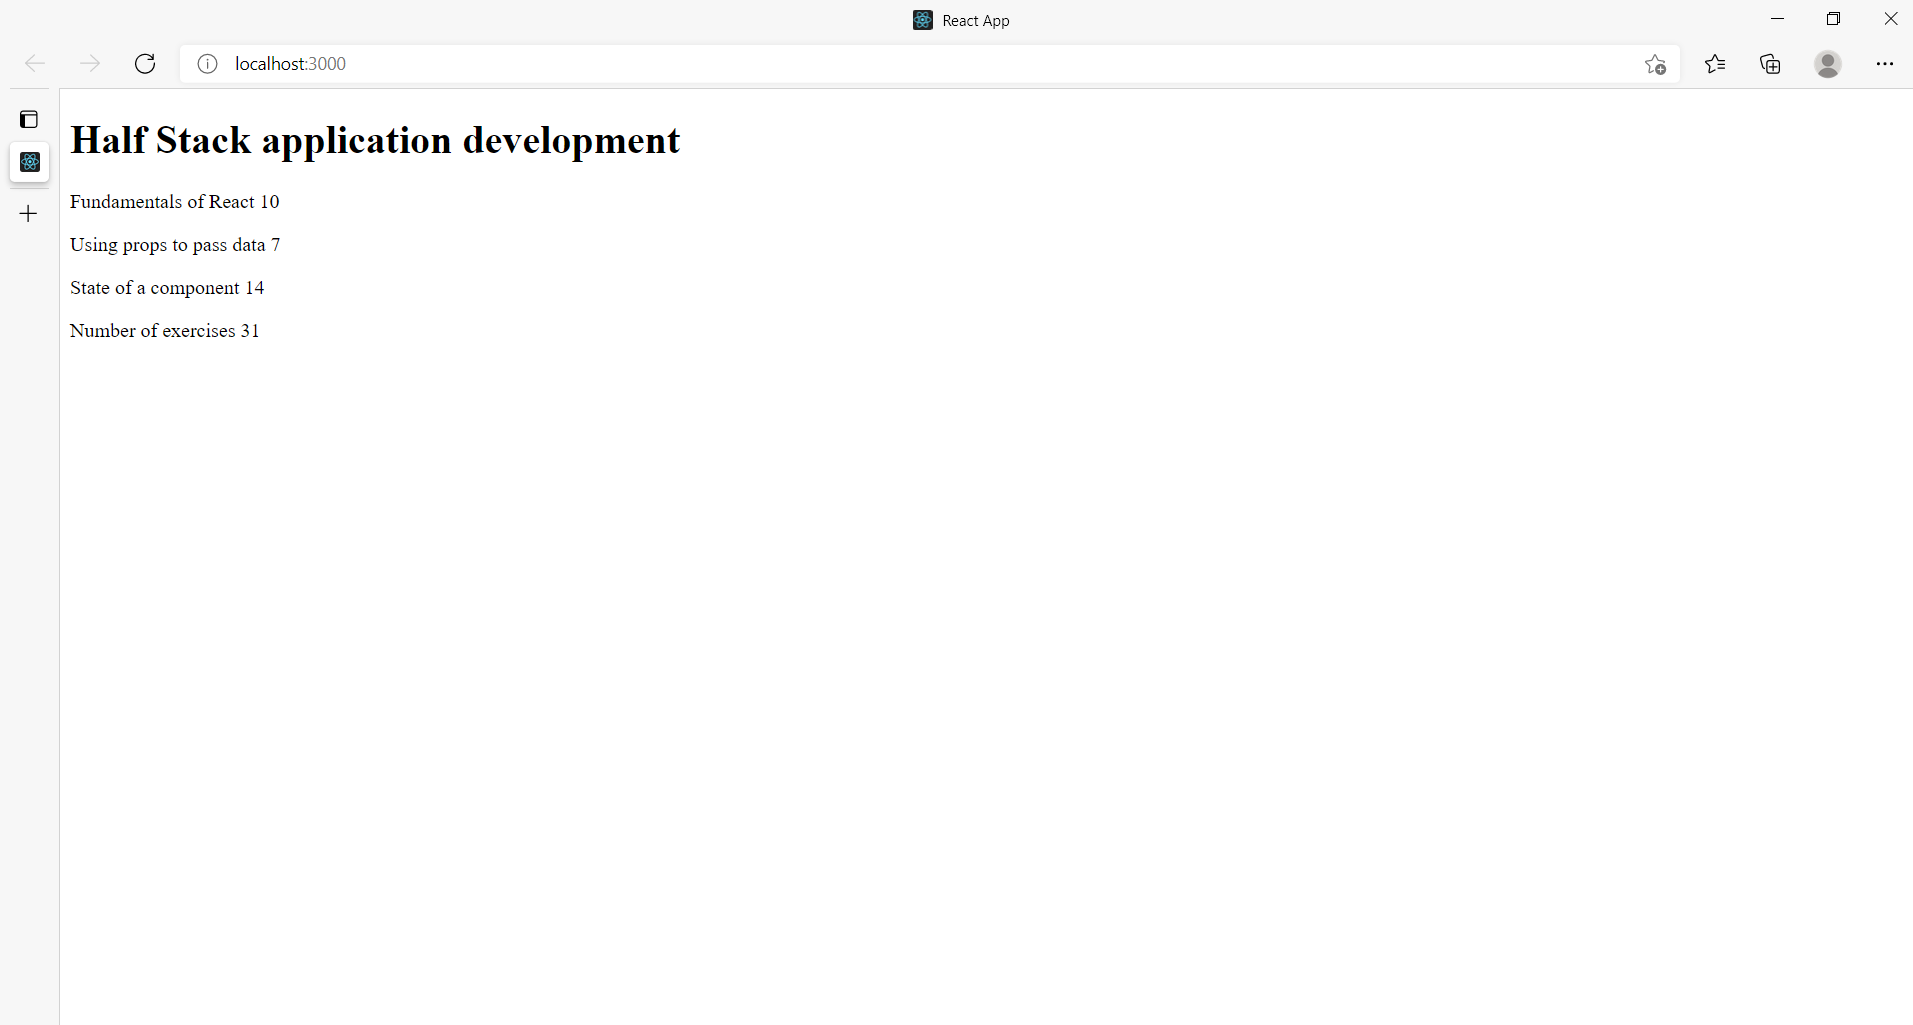 React App
localhost:3000
Half Stack application development
Fundamentals of React 10
Using props to pass data 7
State of a component 14
Number of exercises 31